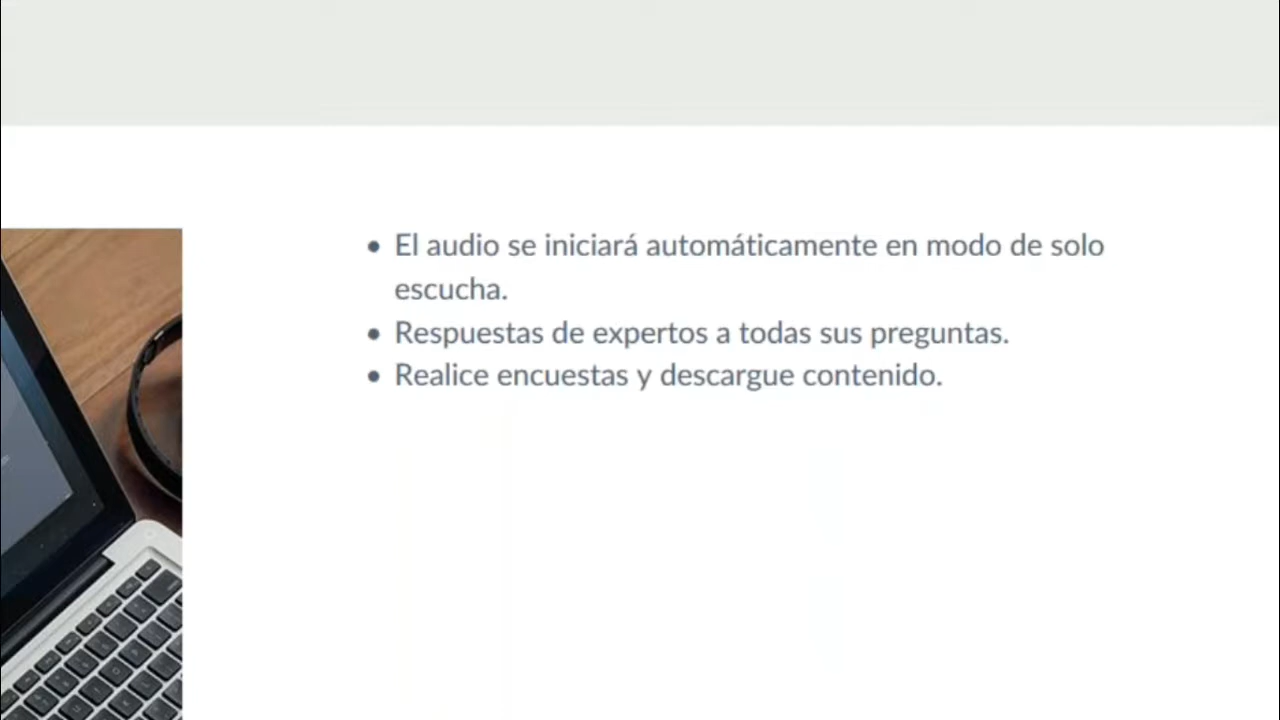 • El audio se iniciará automáticamente en modo de solo
escucha.
• Respuestas de expertos a todas sus preguntas.
• Realice encuestas y descargue contenido.